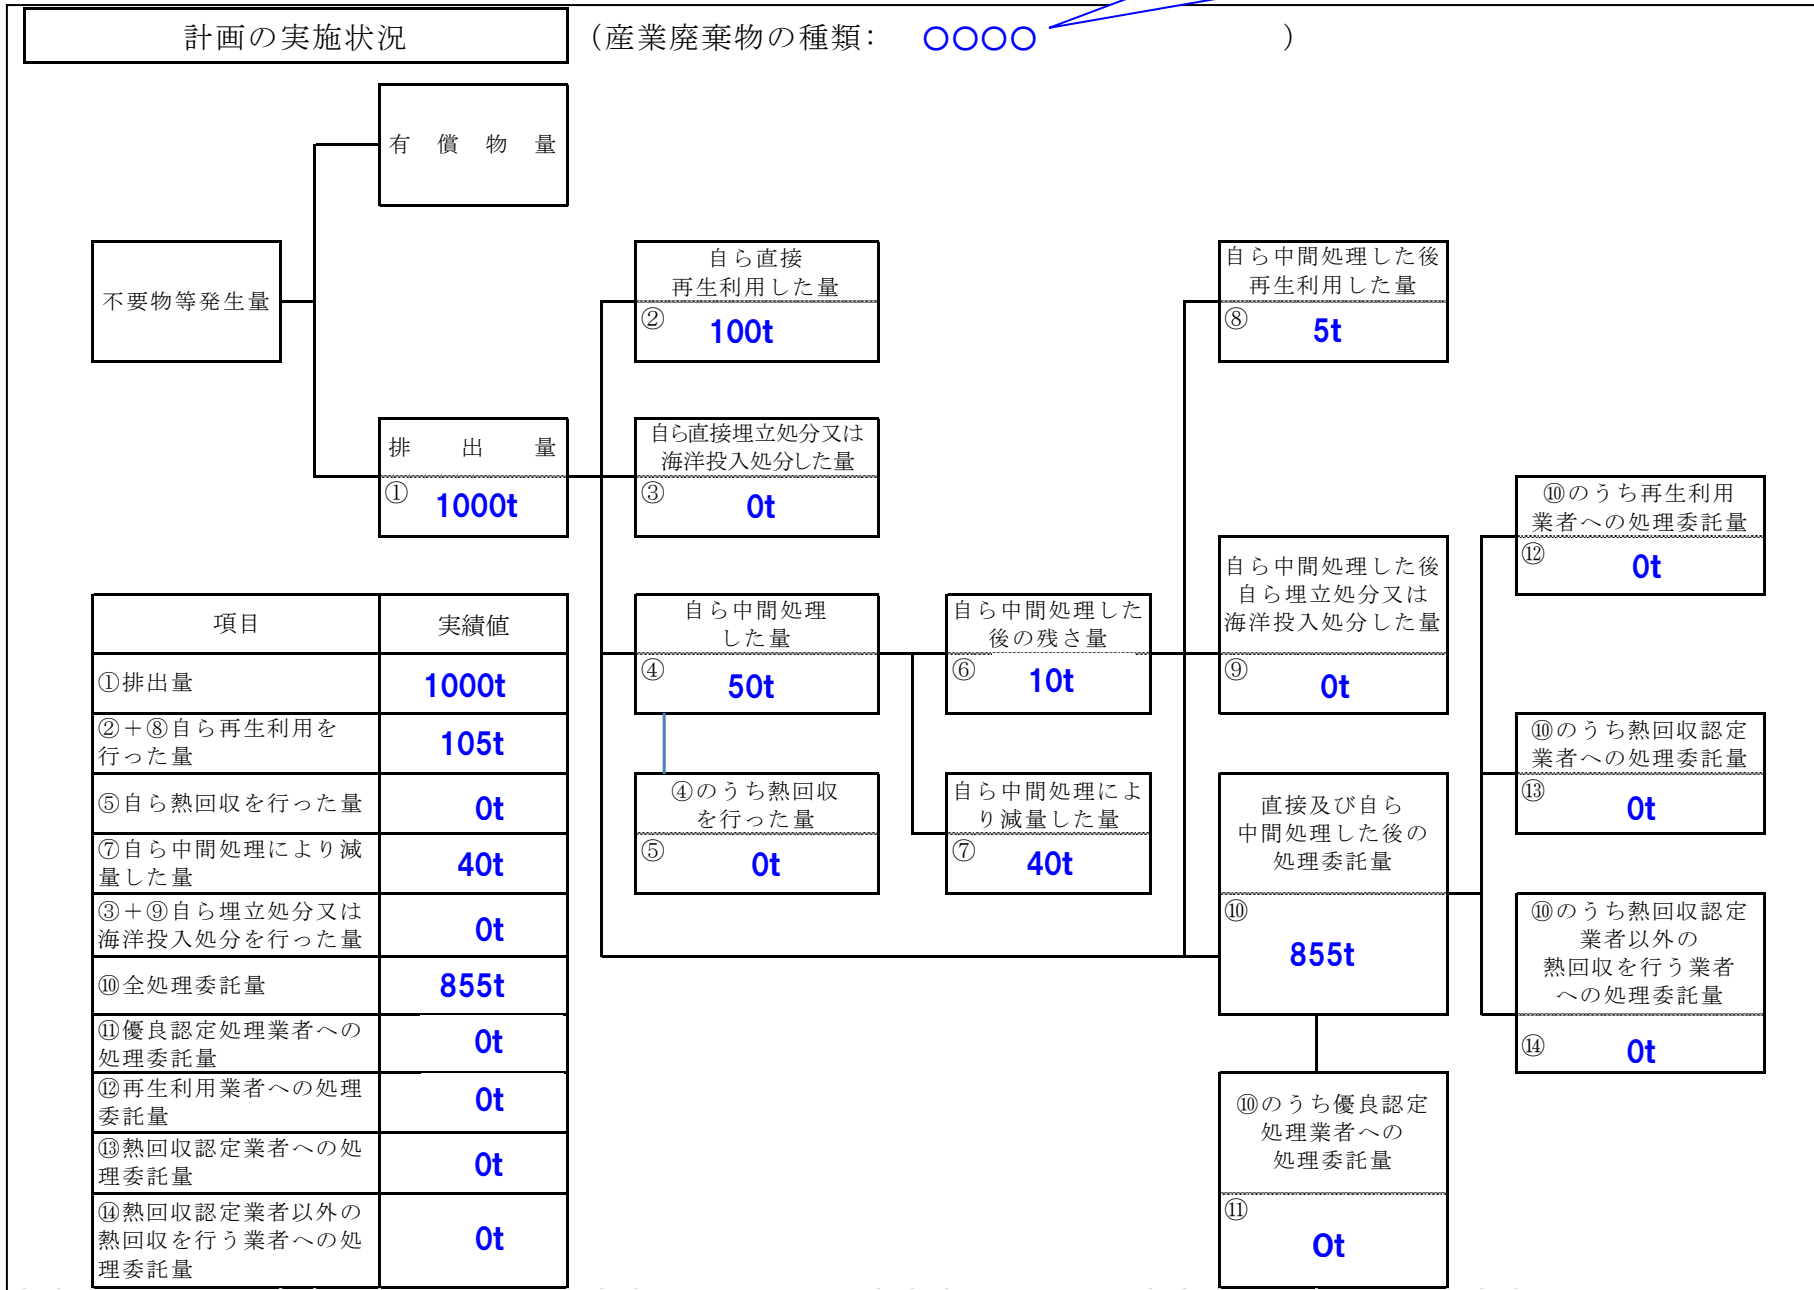 計画の実施状況
（産業廃棄物の種類： ○○○○ ）
有償物量
不要物等発生量
排出量
① 1000t
自ら直接
再生利用した量
② 100t
自ら直接埋立処分又は
海洋投入処分した量
③ 0t
自ら中間処理
した量
④ 50t
④のうち熱回収
を行った量
⑤ 0t
自ら中間処理した
後の残さ量
⑥ 10t
自ら中間処理によ
り減量した量
⑦ 40t
自ら中間処理した後
再生利用した量
⑧ 5t
自ら中間処理した後
自ら埋立処分又は
海洋投入処分した量
⑨ 0t
直接及び自ら
中間処理した後の
処理委託量
⑩
855t
⑩のうち優良認定
処理業者への
処理委託量
⑪
0t
⑩のうち再生利用
業者への処理委託量
⑫ 0t
⑩のうち熱回収認定
業者への処理委託量
⑬ 0t
⑩のうち熱回収認定
業者以外の
熱回収を行う業者
への処理委託量
⑭ 0t
項目 実績値
①排出量 1000t
②＋⑧自ら再生利用を
行った量 105t
⑤自ら熱回収を行った量 0t
⑦自ら中間処理により減
量した量 40t
③＋⑨自ら埋立処分又は
海洋投入処分を行った量 0t
⑩全処理委託量 855t
⑪優良認定処理業者への
処理委託量 0t
⑫再生利用業者への処理
委託量 0t
⑬熱回収認定業者への処
理委託量 0t
⑭熱回収認定業者以外の
熱回収を行う業者への処
理委託量 0t